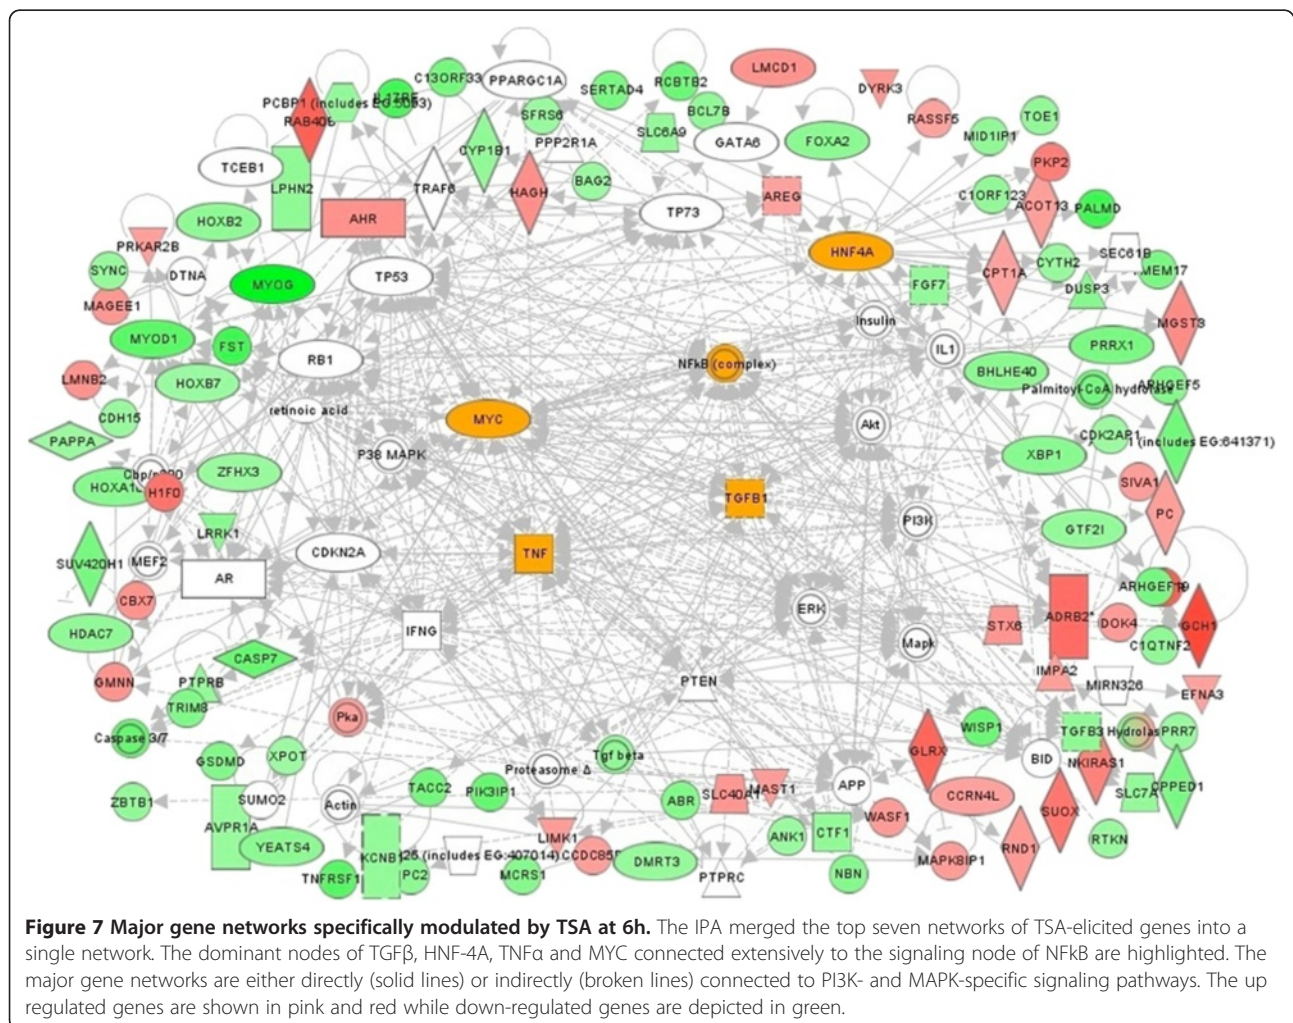 C13ORF33
PPARGC1A
SERTAD4
RCBTB2
LMCD1
DYRK3
PCBP1 (includes EG:5093)
RAB40B
SFRS6
BCL7B
SLC6A9
GATA6
FOXA2
RASSF5
MID1IP1
TOE1
TCEB1
LPHN2
TRAF6
CYP1B1
PPP2R1A
HAGH
BAG2
AREG
PKP2
C1ORF123
ACOT13
PALMD
HOXB2
AHR
TP73
HNF4A
PRKAR2B
SYNC
DTNA
MYOG
TP53
FGF7
CPT1A
CYTH2
SEC61B
DUSP3
MAGEE1
Insulin
MGST3
MYOD1
FST
RB1
NFkB (complex)
IL1
PRRX1
LMNB2
HOXB7
BHLHE40
Palmitoyl-CoA hydrolase
ARHGEF5
CDH15
retinoic acid
MYC
Akt
CDK2AP1
(includes EG:641371)
PAPPA
P38 MAPK
XBP1
ZFHX3
H1F0
TGFB1
SIVA1
PC
LRRK1
PI3K
GTF2I
SUV420H1
MEF2
AR
CDKN2A
TNF
CBX7
ERK
ADRB2*
HDAC7
IFNG
STX6
DOK4
GCH1
Mapk
C1QTNF2
CASP7
GMNN
PTPRB
PTEN
IMPA2
MIRN326
EFNA3
TRIM8
Pka
WISP1
TGFB3
PRR7
Caspase 3/7
GSDMD
XPOT
Proteasome Δ
Tgf beta
GLRX
BID
NKIRAS1
CPPED1
ZBTB1
SUMO2
Actin
TACC2
PIK3IP1
ABR
SLC40A1
MAST1
APP
CCRN4L
SUOX
SLC7A
AVPR1A
YEATS4
KCNB1
LIMK1
ANK1
CTF1
WASF1
RTKN
(includes EG:407014)
DMRT3
PTPRC
NBN
MAPK8IP1
RND1
TNFRSF1
MCRS1
Figure 7 Major gene networks specifically modulated by TSA at 6h. The IPA merged the top seven networks of TSA-elicited genes into a
single network. The dominant nodes of TGFβ, HNF-4A, TNFα and MYC connected extensively to the signaling node of NFkB are highlighted. The
major gene networks are either directly (solid lines) or indirectly (broken lines) connected to PI3K- and MAPK-specific signaling pathways. The up
regulated genes are shown in pink and red while down-regulated genes are depicted in green.